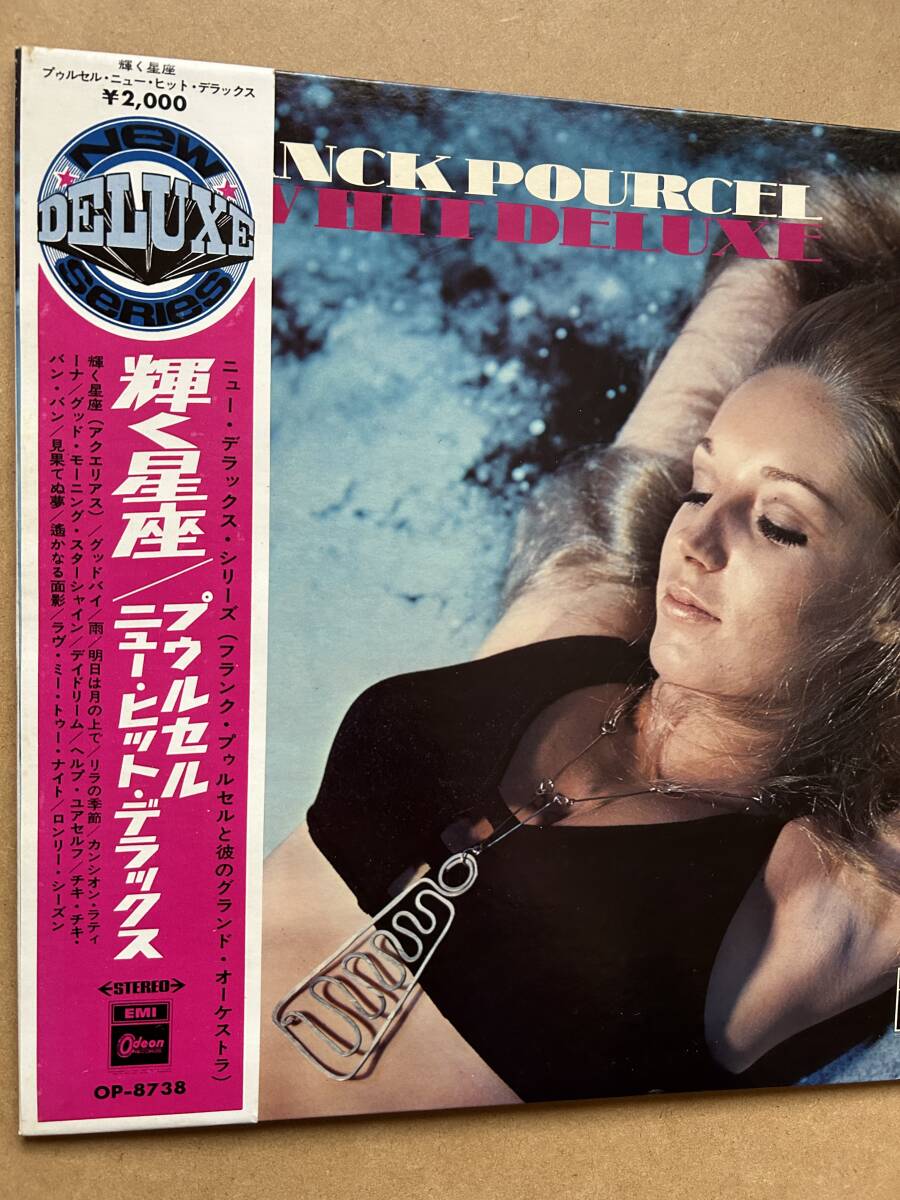 輝く星座
プゥルセル・ニュー・ヒット・デラックス
¥2,000
New
DELUXE
SERIES
NCK POURCEL
HIT DELUXE
ニュー・デラックス・シリーズ(フランク・プゥルセルと彼のグランド・オーケストラ)
輝く星座/プゥルセル
ニュー・ヒット・デラックス
輝く星座(アクエリアス)/グッドバイ/雨/明日は月の上で/リラの季節/カンシオン・ラティ
ーナ/グッド・モーニング・スターシャイン/デイドリーム/ヘルプ・ユアセルフ/チキ・チキ・
バン・バン/見果てぬ夢/遙かなる面影/ラヴ・ミー・トゥー・ナイト/ロンリー・シーズン
STEREO
EMI
Odeon
OP-8738